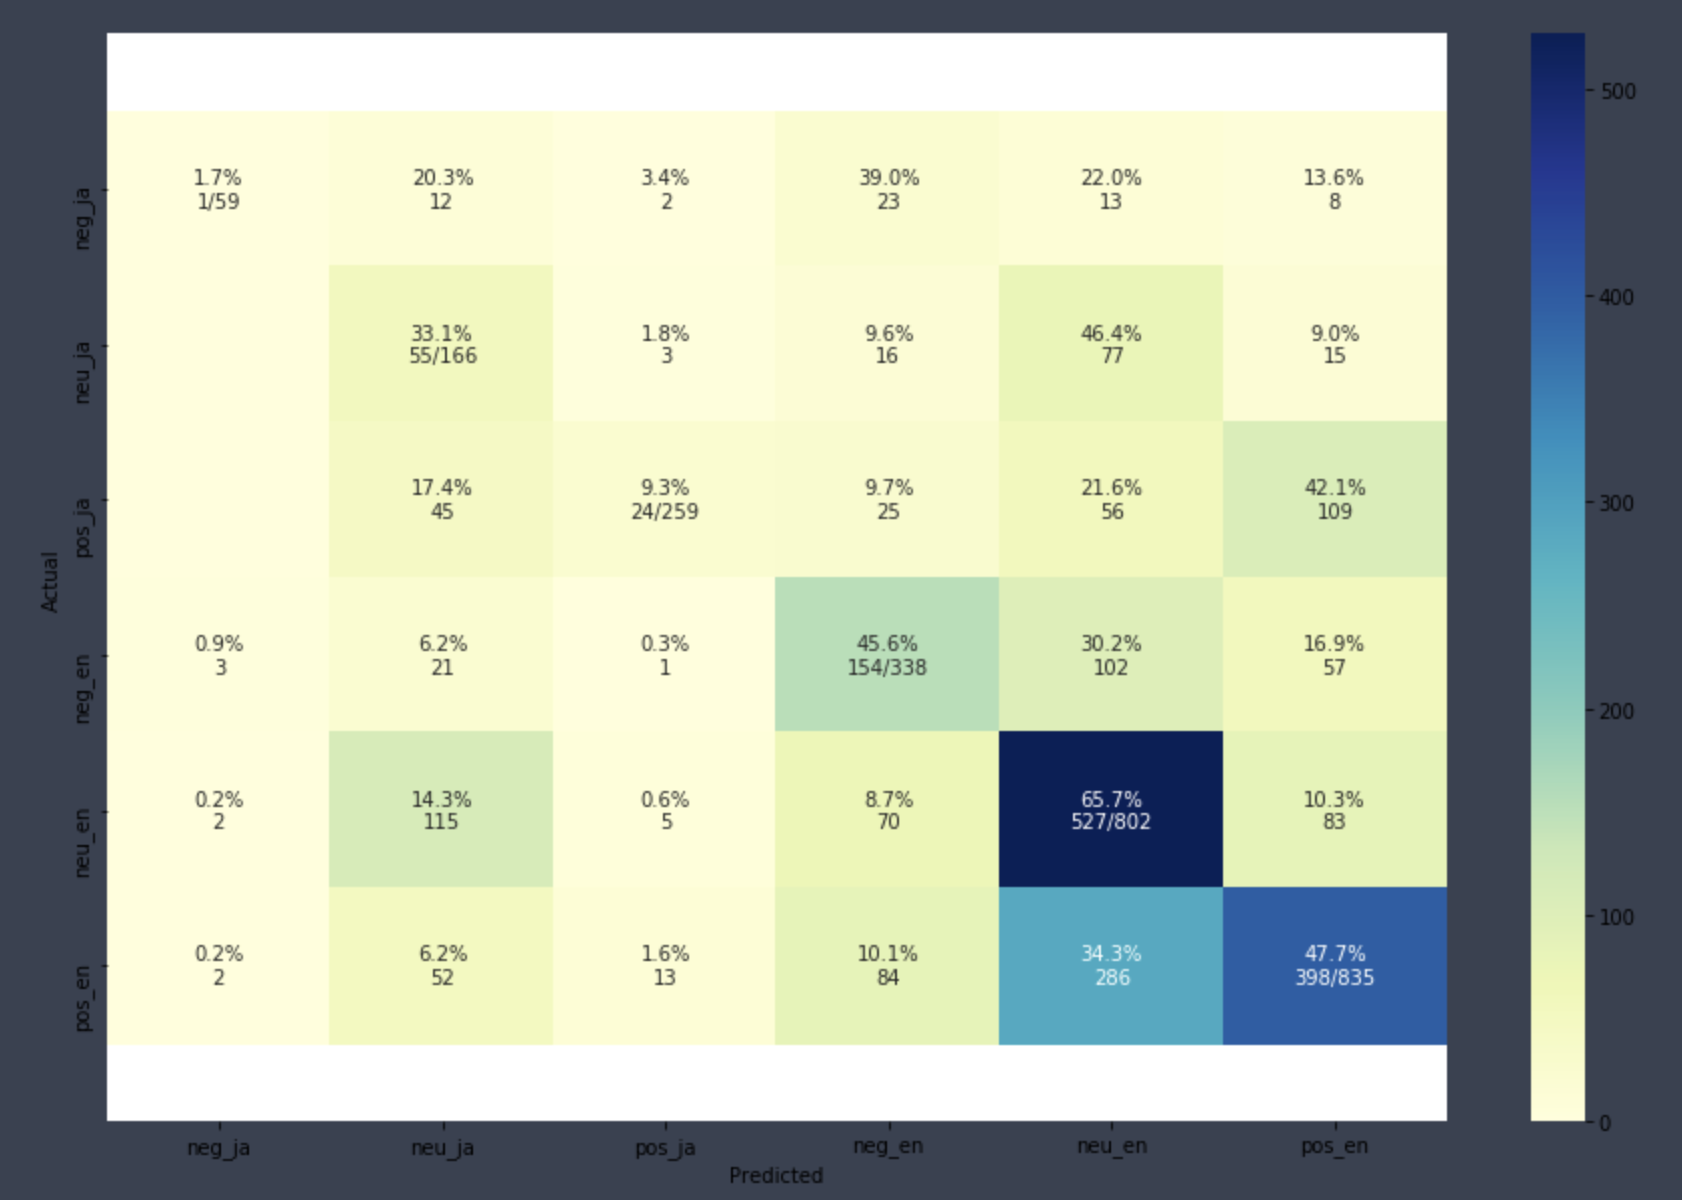 500
1.7% 20.3% 3.4% 39.0% 22.0% 13.6%
neg_ja 1/59 12 2 23 13 8
400
33.1% 1.8% 9.6% 46.4% 9.0%
neu_ja 55/166 3 16 77 15
17.4% 9.3% 9.7% 21.6% 42.1%
300
pos_ja 45 24/259 25 56 109
Actual
0.9% 6.2% 0.3% 45.6% 30.2% 16.9%
neg_en 3 21 1 154/338 102 57
200
0.2% 14.3% 0.6% 8.7% 65.7% 10.3%
neu_en 2 115 5 70 527/802 83
100
0.2% 6.2% 1.6% 10.1% 34.3% 47.7%
pos_en 2 52 13 84 286 398/835
0
neg_ja neu_ja pos_ja neg_en neu_en pos_en
Predicted